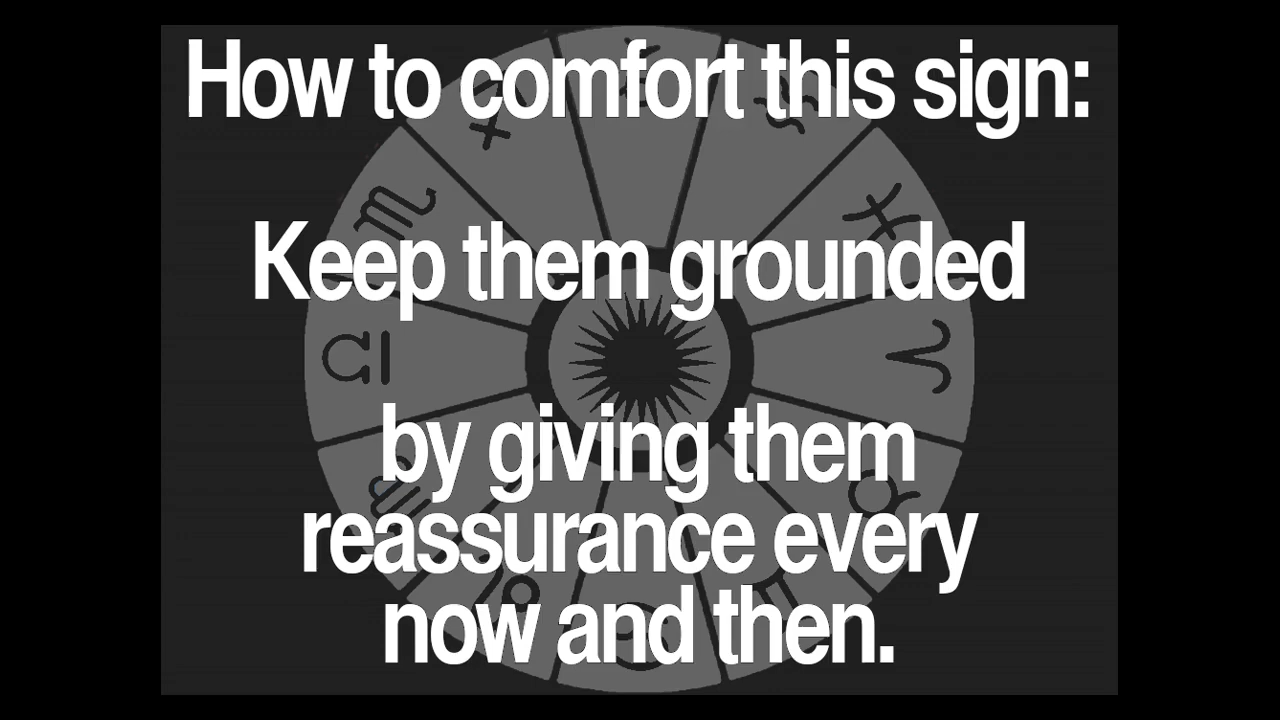 How to comfort this sign:
Keep them grounded
by giving them
reassurance every
now and then.